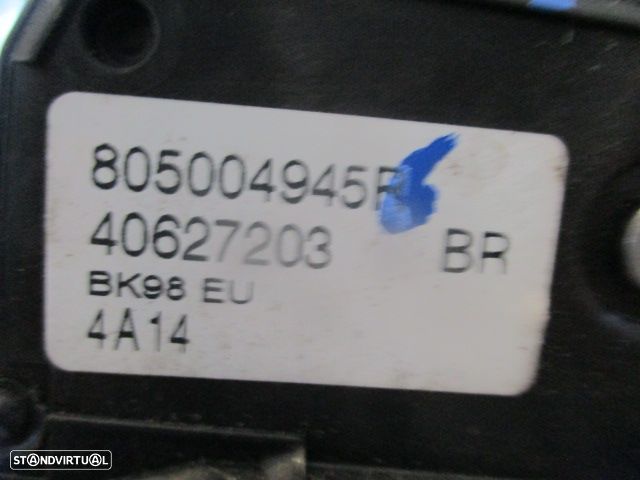 805004945R
40627203 BR
BK98 EU
4A14
STANDVIRTUAL